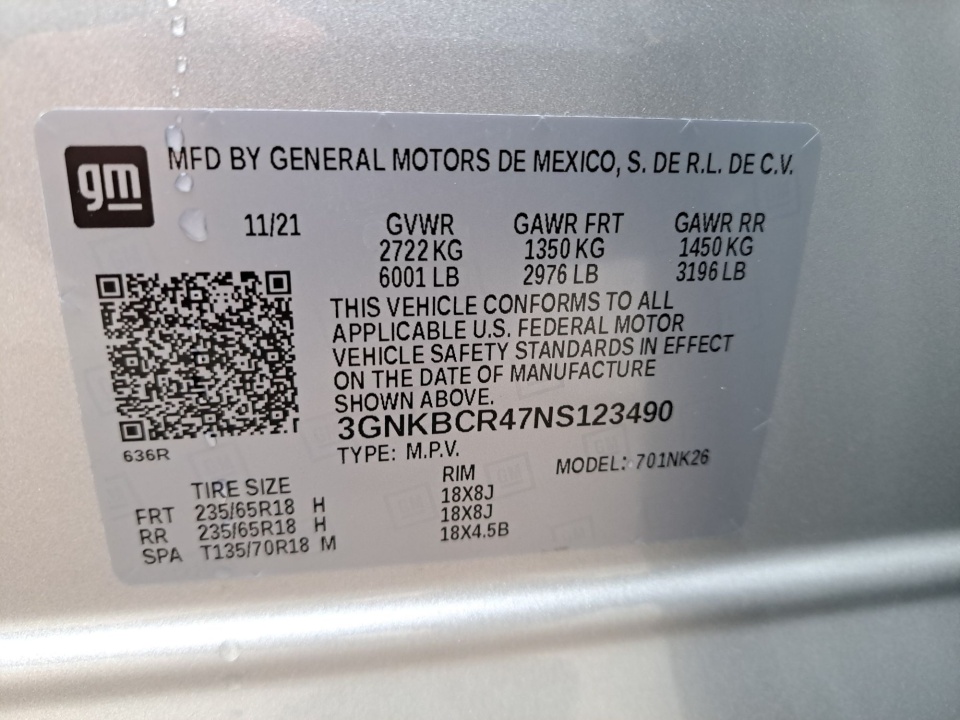 gm
MFD BY GENERAL MOTORS DE MEXICO, S. DE R.L. DE C.V.
11/21 GVWR GAWR FRT GAWR RR
2722 KG 1350 KG 1450 KG
6001 LB 2976 LB 3196 LB
THIS VEHICLE CONFORMS TO ALL
APPLICABLE U.S. FEDERAL MOTOR
VEHICLE SAFETY STANDARDS IN EFFECT
ON THE DATE OF MANUFACTURE
SHOWN ABOVE.
3GNKBCR47NS123490
636R
TYPE: M.P.V. MODEL: 701NK26
TIRE SIZE RIM
FRT 235/65R18 H 18X8J
RR 235/65R18 H 18X8J
SPA T135/70R18 M 18X4.5B